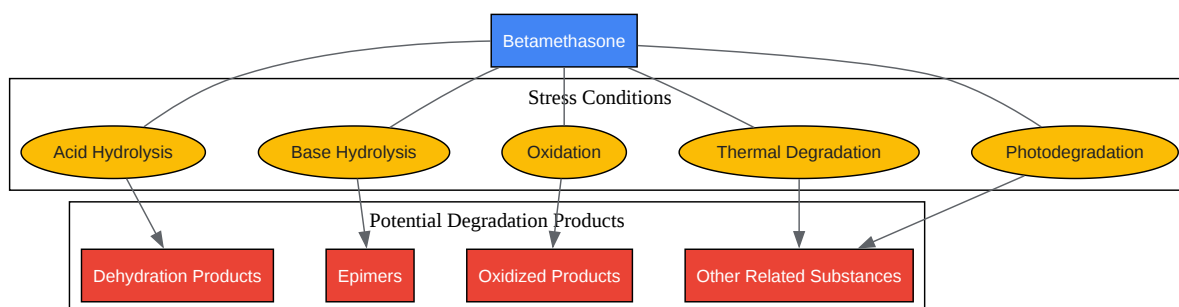 Betamethasone
Stress Conditions
Acid Hydrolysis
Base Hydrolysis
Oxidation
Thermal Degradation
Photodegradation
Potential Degradation Products
Dehydration Products
Epimers
Oxidized Products
Other Related Substances